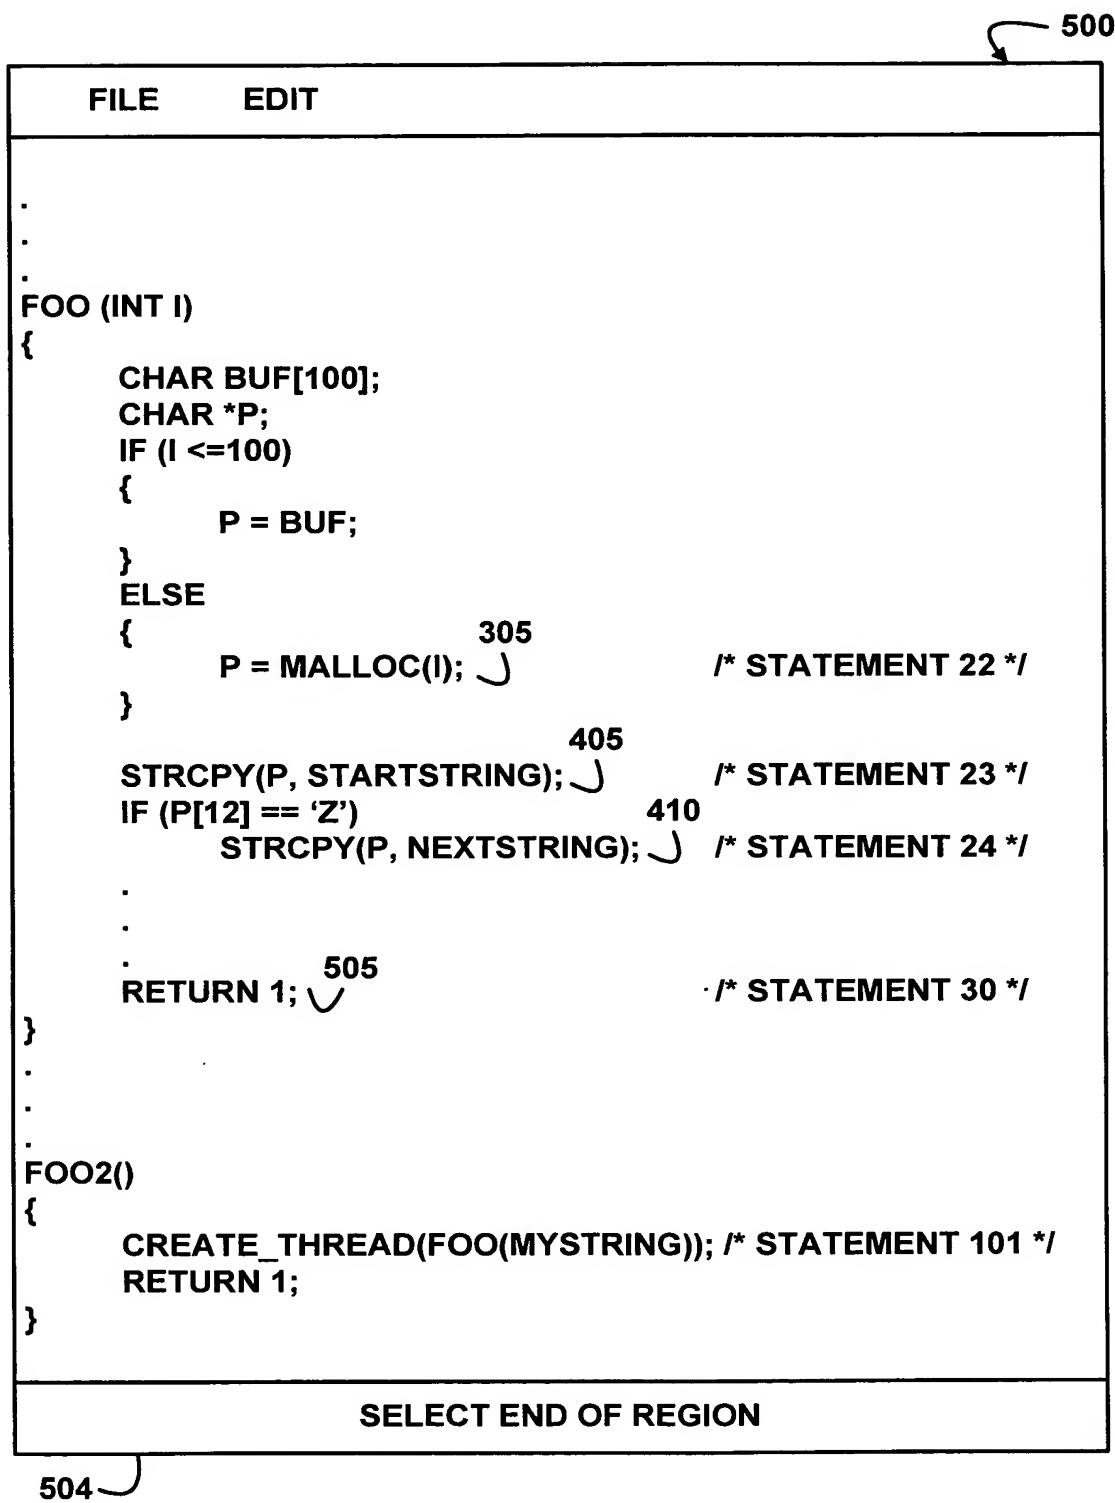 500
FILE EDIT
.
.
.
FOO (INT I)
{
CHAR BUF[100];
CHAR *P;
IF (I <=100)
{
P = BUF;
}
ELSE
{
305
P = MALLOC(I); /* STATEMENT 22 */
}
405
STRCPY(P, STARTSTRING); /* STATEMENT 23 */
IF (P[12] == ‘Z’) 410
STRCPY(P, NEXTSTRING); /* STATEMENT 24 */
.
.
.
505
RETURN 1; /* STATEMENT 30 */
}
.
.
.
FOO2()
{
CREATE_THREAD(FOO(MYSTRING)); /* STATEMENT 101 */
RETURN 1;
}
SELECT END OF REGION
504